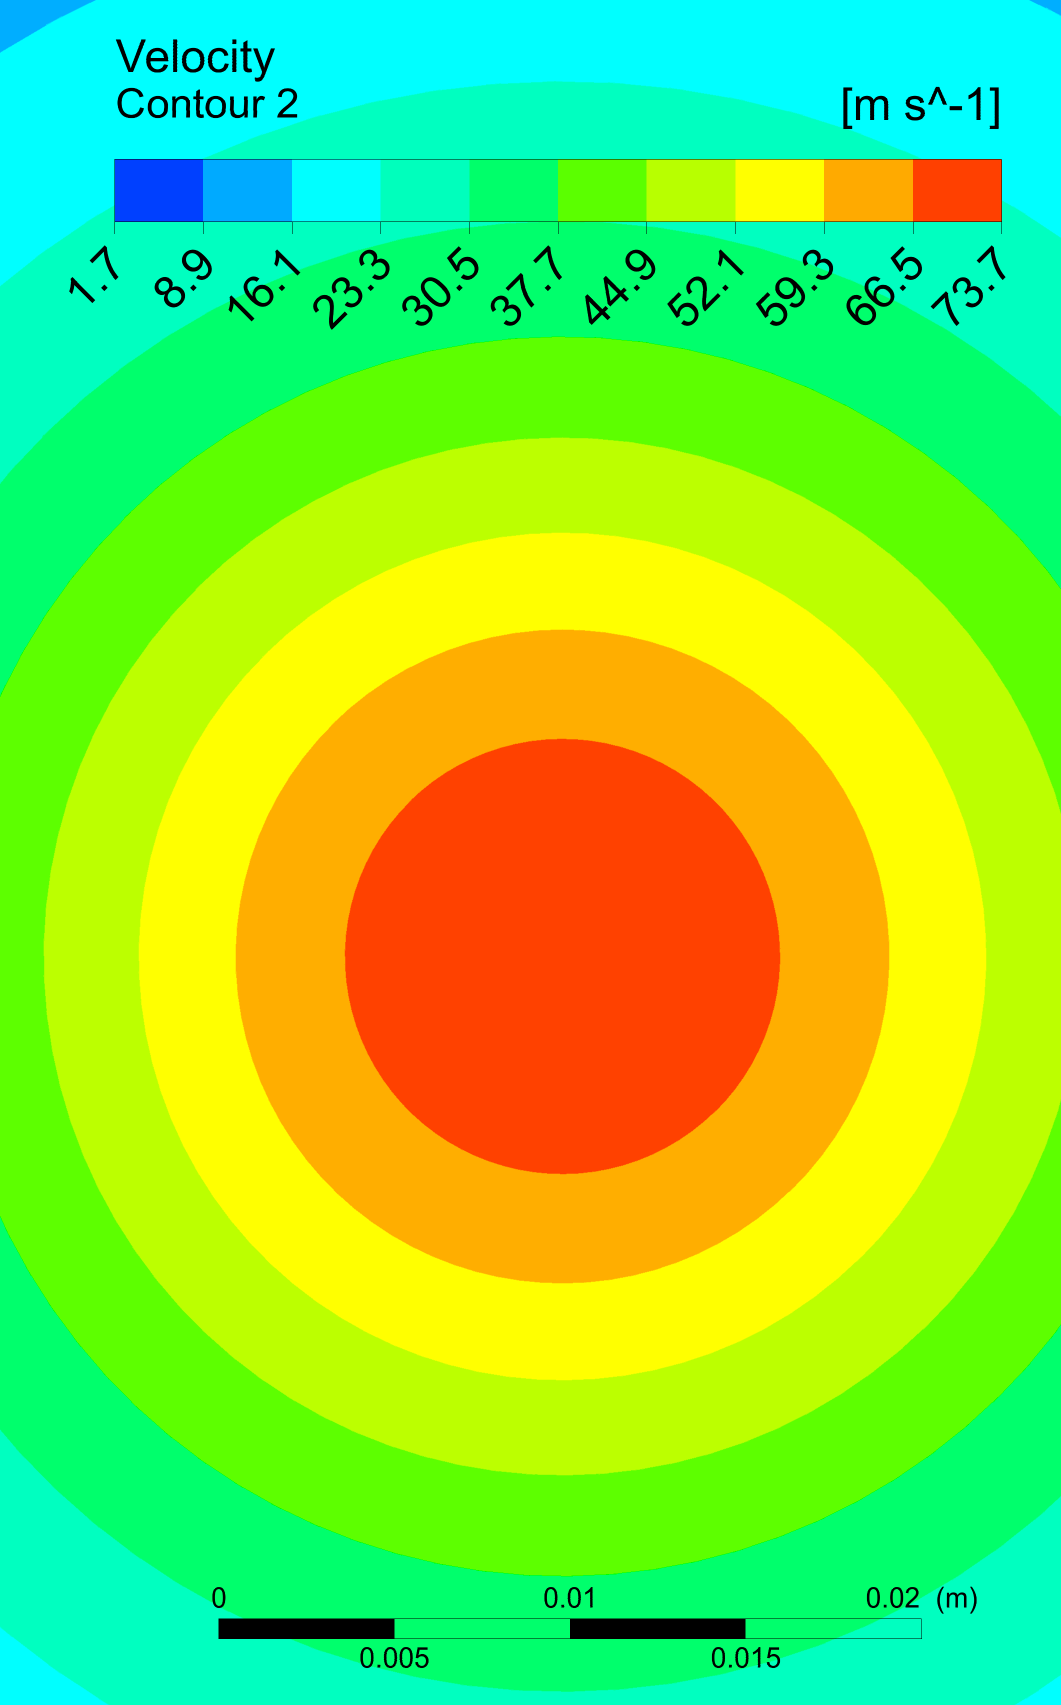 Velocity
Contour 2 [m s^-1]
1.7 8.9 16.1 23.3 30.5 37.7 44.9 52.1 59.3 66.5 73.7
0 0.01 0.02 (m)
0.005 0.015